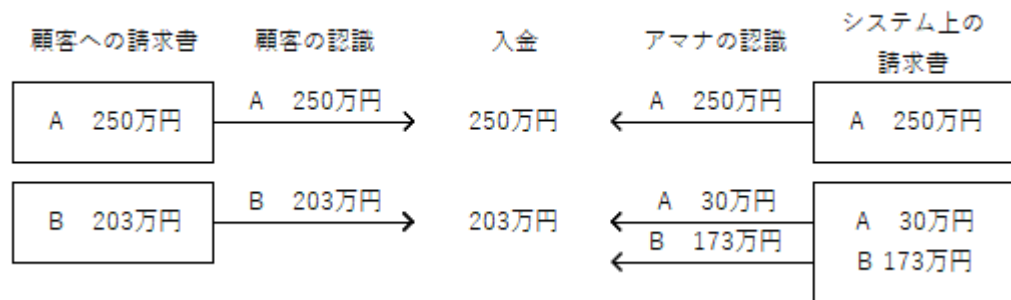 顧客への請求書
顧客の認識
入金
アマナの認識
システム上の
請求書
A 250万円
A 250万円
250万円
A 250万円
A 250万円
B 203万円
B 203万円
203万円
A 30万円
B 173万円
A 30万円
B 173万円